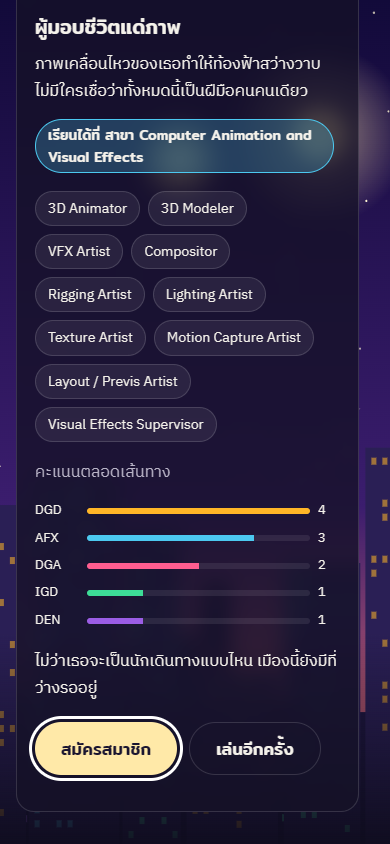 ผู้มอบชีวิตแด่ภาพ
ภาพเคลื่อนไหวของเธอทำให้ท้องฟ้าสว่างวาบ
ไม่มีใครเชื่อว่าทั้งหมดนี้เป็นฝีมือคนคนเดียว
เรียนได้ที่ สาขา Computer Animation and
Visual Effects
3D Animator 3D Modeler
VFX Artist Compositor
Rigging Artist Lighting Artist
Texture Artist Motion Capture Artist
Layout / Previs Artist
Visual Effects Supervisor
คะแนนตลอดเส้นทาง
DGD 4
AFX 3
DGA 2
IGD 1
DEN 1
ไม่ว่าเธอจะเป็นนักเดินทางแบบไหน เมืองนี้ยังมีที่
ว่างรออยู่
สมัครสมาชิก เล่นอีกครั้ง